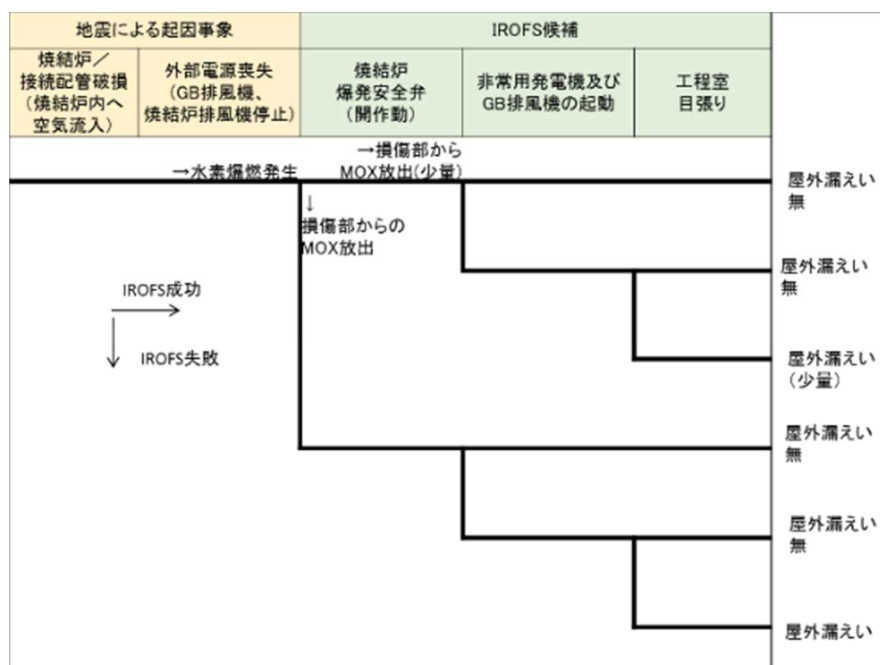 地震による起因事象
IROFS候補
焼結炉／
接続配管破損
(焼結炉内へ
空気流入)
外部電源喪失
(GB排風機、
焼結炉排風機停止)
焼結炉
爆発安全弁
(開作動)
非常用発電機及び
GB排風機の起動
工程室
目張り
→水素爆燃発生
→損傷部から
MOX放出(少量)
↓
損傷部からの
MOX放出
屋外漏えい
無
屋外漏えい
無
IROFS成功
IROFS失敗
屋外漏えい
(少量)
屋外漏えい
無
屋外漏えい
無
屋外漏えい